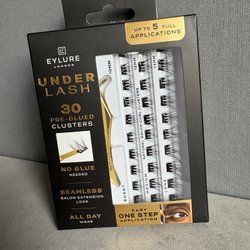 EYLURE
LONDON
UP TO 5 FULL
APPLICATIONS
UNDER
LASH
30
PRE-GLUED
CLUSTERS
NO GLUE
NEEDED
SEAMLESS
SALON EXTENSION
LOOK
ALL DAY
WEAR
EASY
ONE STEP
APPLICATION